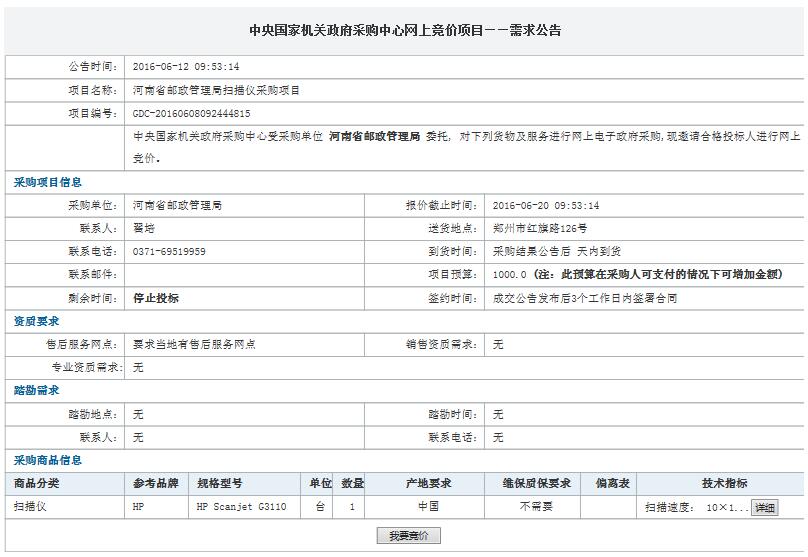 中央国家机关政府采购中心网上竞价项目——需求公告
公告时间： 2016-06-12 09:53:14
项目名称： 河南省邮政管理局扫描仪采购项目
项目编号： GDC-20160608092444815
中央国家机关政府采购中心受采购单位 河南省邮政管理局 委托, 对下列货物及服务进行网上电子政府采购,现邀请合格投标人进行网上
竞价。
采购项目信息
采购单位： 河南省邮政管理局 报价截止时间： 2016-06-20 09:53:14
联系人： 翟培 送货地点： 郑州市红旗路126号
联系电话： 0371-69519959 到货时间： 采购结果公告后 天内到货
联系邮件： 项目预算： 1000.0 (注：此预算在采购人可支付的情况下可增加金额)
剩余时间： 停止投标 签约时间： 成交公告发布后3个工作日内签署合同
资质要求
售后服务网点： 要求当地有售后服务网点 销售资质需求： 无
专业资质需求： 无
踏勘需求
踏勘地点： 无 踏勘时间： 无
联系人： 无 联系电话： 无
采购商品信息
商品分类 参考品牌 规格型号 单位 数量 产地要求 维保质保要求 偏离表 技术指标
扫描仪 HP HP Scanjet G3110 台 1 中国 不需要 扫描速度： 10×1... 详细
我要竞价